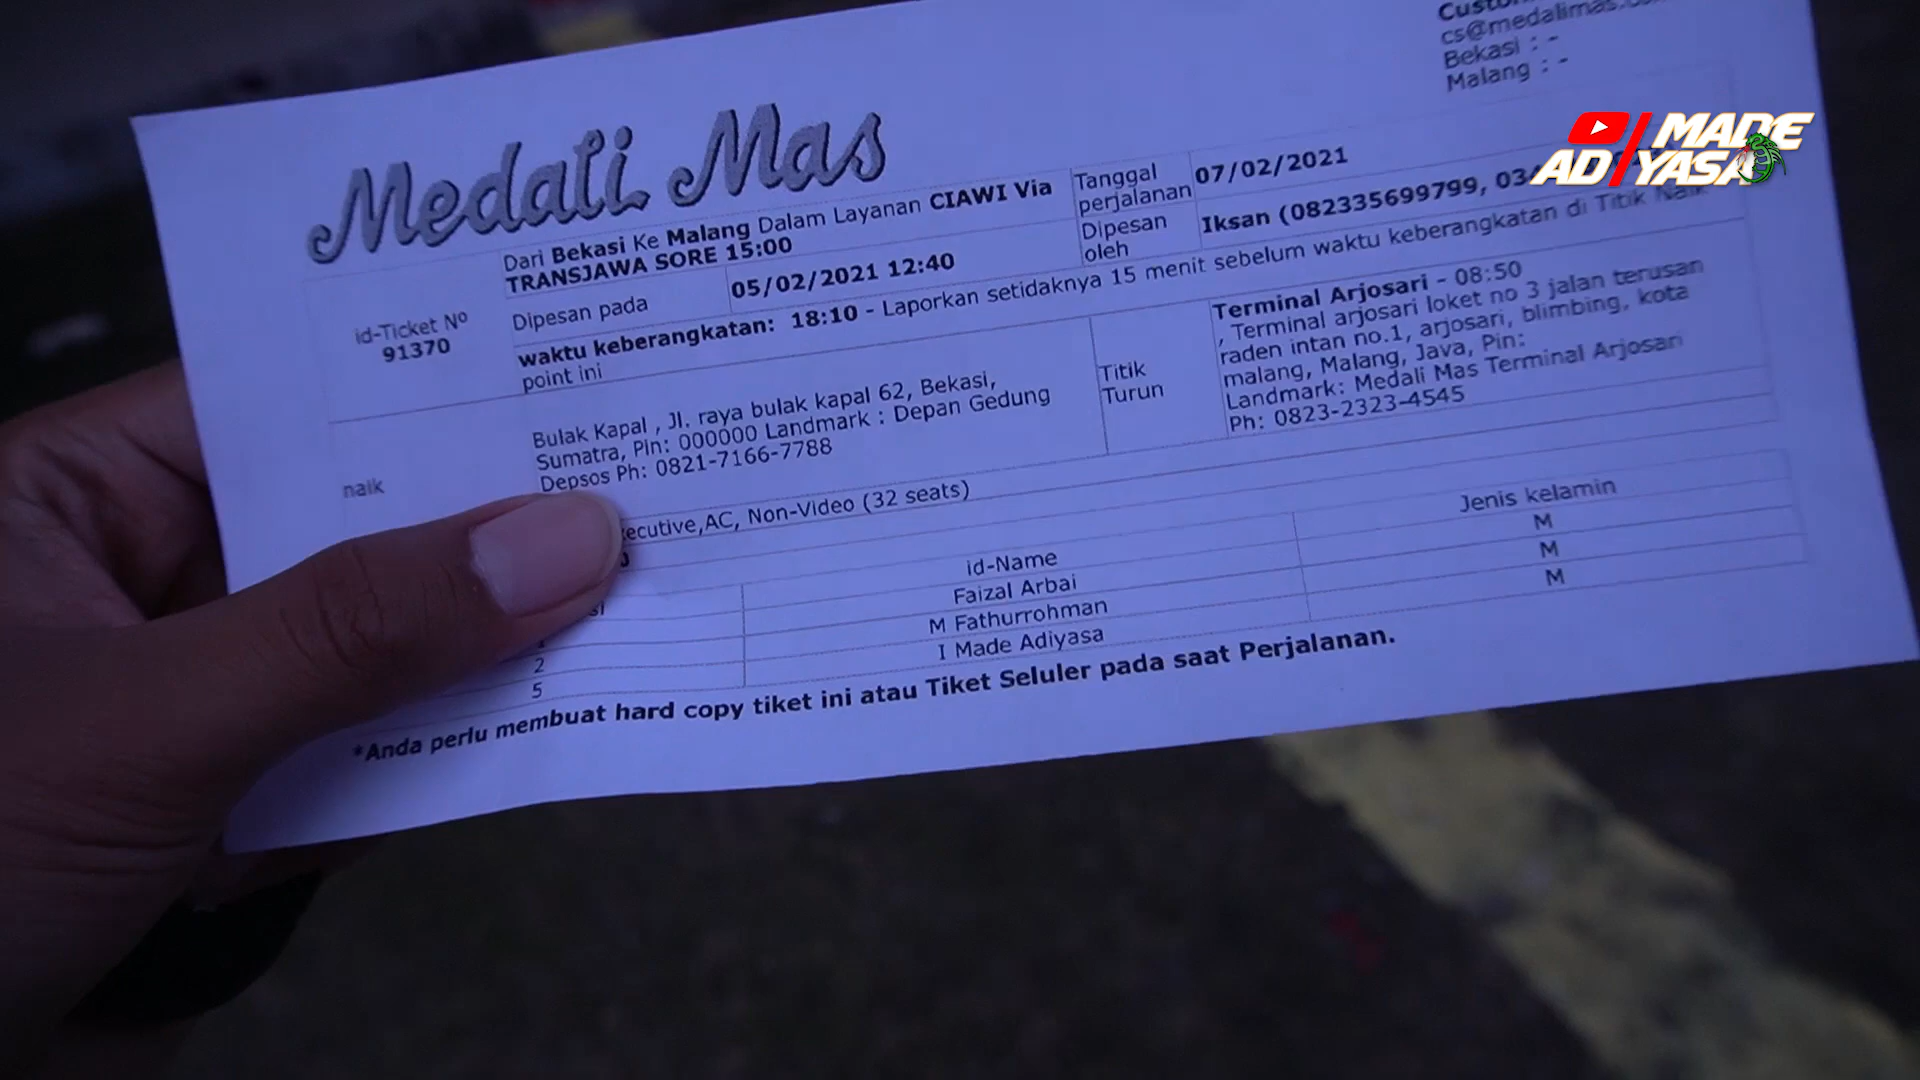 cs@medalimas.
Bekasi : -
Malang : -
MADE
ADIYASA
Medali Mas
id-Ticket Nº
91370
Dari Bekasi Ke Malang Dalam Layanan CIAWI Via
TRANSJAWA SORE 15:00
Tanggal
perjalanan
07/02/2021
Dipesan pada
05/02/2021 12:40
Dipesan
oleh
Iksan (082335699799, 03
waktu keberangkatan: 18:10 - Laporkan setidaknya 15 menit sebelum waktu keberangkatan di Titik
point ini
naik
Bulak Kapal , Jl. raya bulak kapal 62, Bekasi,
Sumatra, Pin: 000000 Landmark : Depan Gedung
Depsos Ph: 0821-7166-7788
Titik
Turun
Terminal Arjosari - 08:50
, Terminal arjosari loket no 3 jalan terusan
raden intan no.1, arjosari, blimbing, kota
malang, Malang, Java, Pin:
Landmark: Medali Mas Terminal Arjosari
Ph: 0823-2323-4545
ecutive,AC, Non-Video (32 seats)
id-Name
Jenis kelamin
Faizal Arbai
M
2
M Fathurrohman
M
5
I Made Adiyasa
M
*Anda perlu membuat hard copy tiket ini atau Tiket Seluler pada saat Perjalanan.